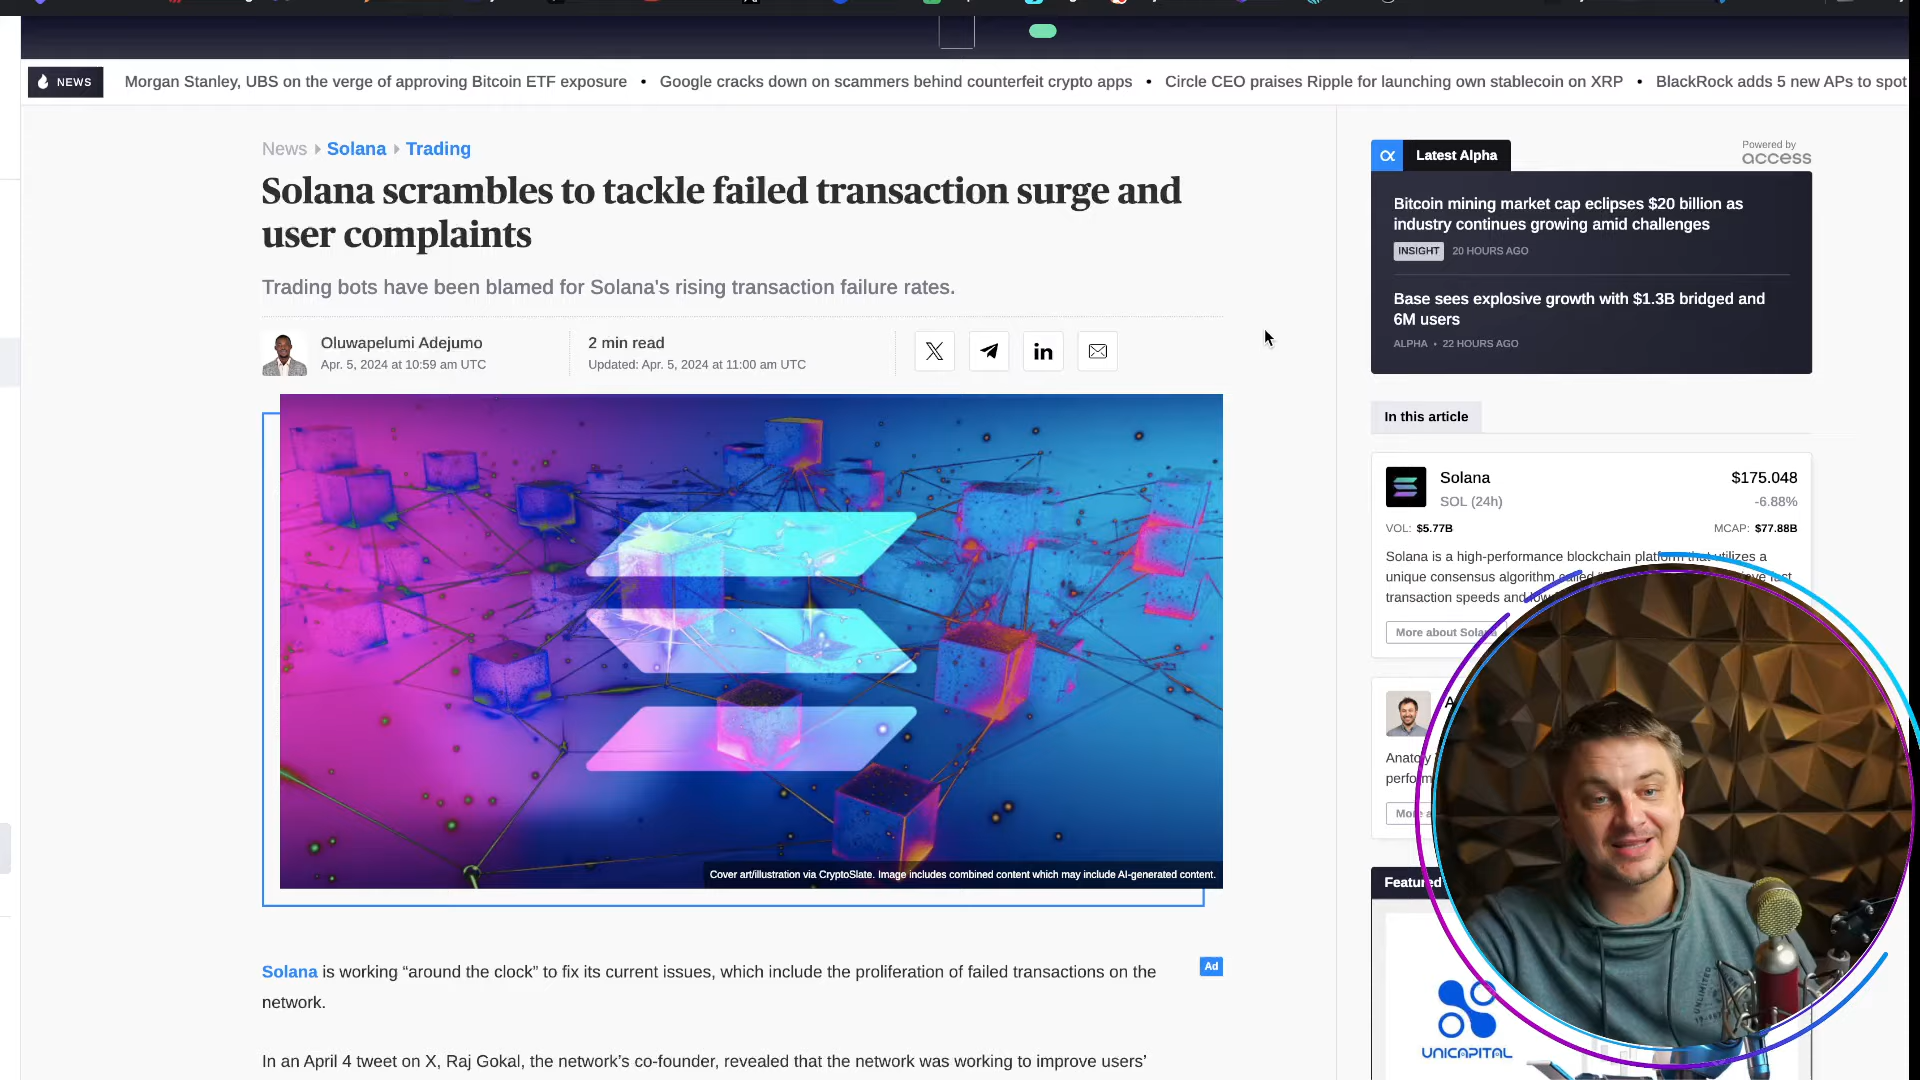 NEWS
Morgan Stanley, UBS on the verge of approving Bitcoin ETF exposure • Google cracks down on scammers behind counterfeit crypto apps • Circle CEO praises Ripple for launching own stablecoin on XRP • BlackRock adds 5 new APs to spot
News Solana Trading
Solana scrambles to tackle failed transaction surge and
user complaints
Trading bots have been blamed for Solana's rising transaction failure rates.
Oluwapelumi Adejumo
Apr. 5, 2024 at 10:59 am UTC
2 min read
Updated: Apr. 5, 2024 at 11:00 am UTC
in
Cover art/illustration via CryptoSlate. Image includes combined content which may include AI-generated content.
Ad
Solana is working “around the clock” to fix its current issues, which include the proliferation of failed transactions on the
network.
In an April 4 tweet on X, Raj Gokal, the network’s co-founder, revealed that the network was working to improve users’
α Latest Alpha
Powered by
access
Bitcoin mining market cap eclipses $20 billion as
industry continues growing amid challenges
INSIGHT 20 HOURS AGO
Base sees explosive growth with $1.3B bridged and
6M users
ALPHA • 22 HOURS AGO
In this article
Solana $175.048
SOL (24h) -6.88%
VOL: $5.77B MCAP: $77.88B
Solana is a high-performance blockchain platform that utilizes a
unique consensus algorithm called
transaction speeds and
More about Solana
Anatoly
More
Featured
UNICAPITAL
UNLIMITED